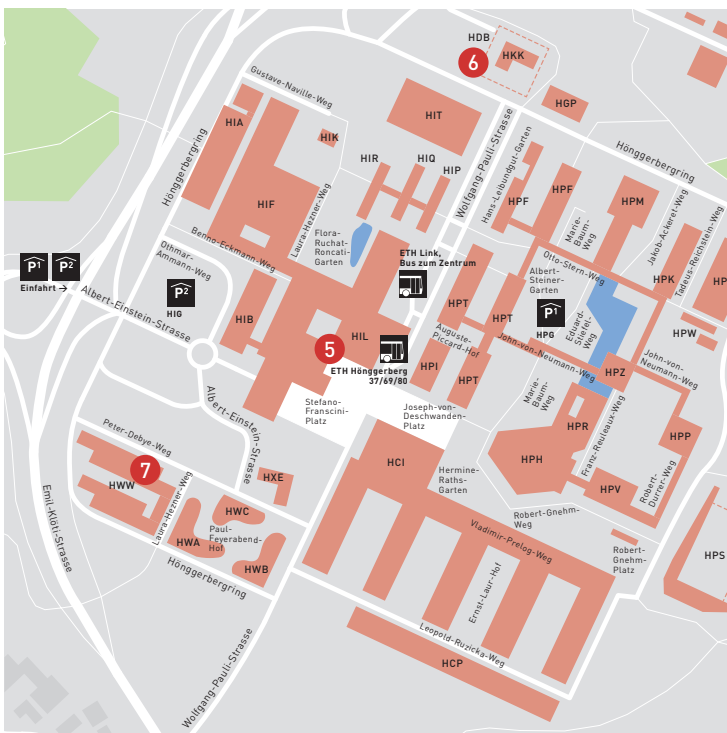 HDB
HKK
6
Gustave-Naville-Weg
HGP
HIA
HIT
HIK
Hönggerbergring
Wolfgang-Pauli-Strasse
Hans-Leibundgut-Garten
Hönggerbergring
HIR
HIQ
HIP
HPF
HPF
HPM
HIF
Laura-Hezner-Weg
Marie-
Baum-
Weg
Jakob-Ackeret-Weg
Tadeus-Reichstein-Weg
Flora-
Ruchat-
Roncati-
Garten
Benno-Eckmann-Weg
Othmar-
Ammann-Weg
ETH Link,
Bus zum Zentrum
Otto-Stern-Weg
Albert-
Steiner-
Garten
P1
P2
Einfahrt →
P2
HIG
HPK
HP
Albert-Einstein-Strasse
HIB
HPT
HPT
P1
HPG
Eduard-
Stiefel-
Weg
HPW
HIL
5
Auguste-
Piccard-Hof
John-von-Neumann-Weg
John-von-
Neumann-Weg
ETH Hönggerberg
37/69/80
HPI
HPT
HPZ
Albert-Einstein-Strasse
Stefano-
Franscini-
Platz
Joseph-von-
Deschwanden-
Platz
Marie-
Baum-
Weg
Franz-Reuleaux-Weg
Peter-Debye-Weg
HPR
HPP
HCI
HPH
7
HWW
Laura-Hezner-Weg
HXE
Hermine-
Raths-
Garten
HPV
Robert-
Durrer-Weg
Emil-Klöti-Strasse
HWC
Paul-
Feyerabend-
Hof
HWA
HWB
Robert-Gnehm-
Weg
Vladimir-Prelog-Weg
Robert-
Gnehm-
Platz
HPS
Hönggerbergring
Ernst-Laur-Hof
Wolfgang-Pauli-Strasse
Leopold-Ruzicka-Weg
HCP